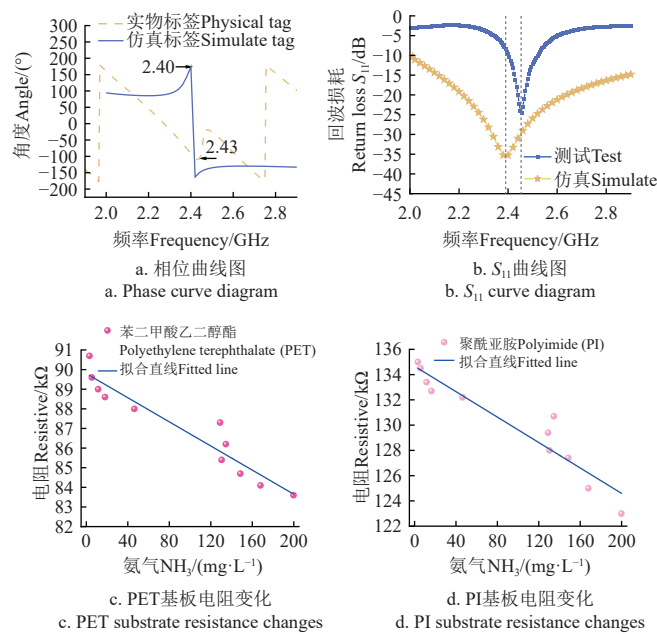 实物标签Physical tag
仿真标签Simulate tag
300
250
200
150
100
50
0
−50
−100
−150
−200
2.40
2.43
角度Angle/(°)
2.0 2.2 2.4 2.6 2.8
频率Frequency/GHz
a. 相位曲线图
a. Phase curve diagram
10
5
0
−5
−10
−15
−20
−25
−30
−35
−40
−45
回波损耗
Return loss S11/dB
测试Test
仿真Simulate
2.0 2.2 2.4 2.6 2.8
频率Frequency/GHz
b. S11曲线图
b. S11 curve diagram
苯二甲酸乙二醇酯
Polyethylene terephthalate (PET)
拟合直线Fitted line
91
90
89
88
87
86
85
84
83
82
电阻Resistive/kΩ
0 40 80 120 160 200
氨气NH3/(mg·L−1)
c. PET基板电阻变化
c. PET substrate resistance changes
聚酰亚胺Polyimide (PI)
拟合直线Fitted line
136
134
132
130
128
126
124
122
电阻Resistive/kΩ
0 40 80 120 160 200
氨气NH3/(mg·L−1)
d. PI基板电阻变化
d. PI substrate resistance changes